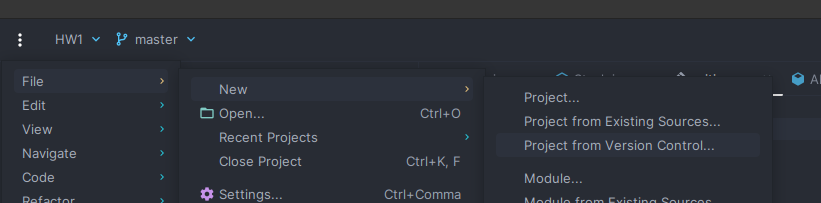 HW1 master
File
Edit
View
Navigate
Code
Refactor
New
Open... Ctrl+O
Recent Projects
Close Project Ctrl+K, F
Settings... Ctrl+Comma
Project...
Project from Existing Sources...
Project from Version Control...
Module...
Module from Existing Sources